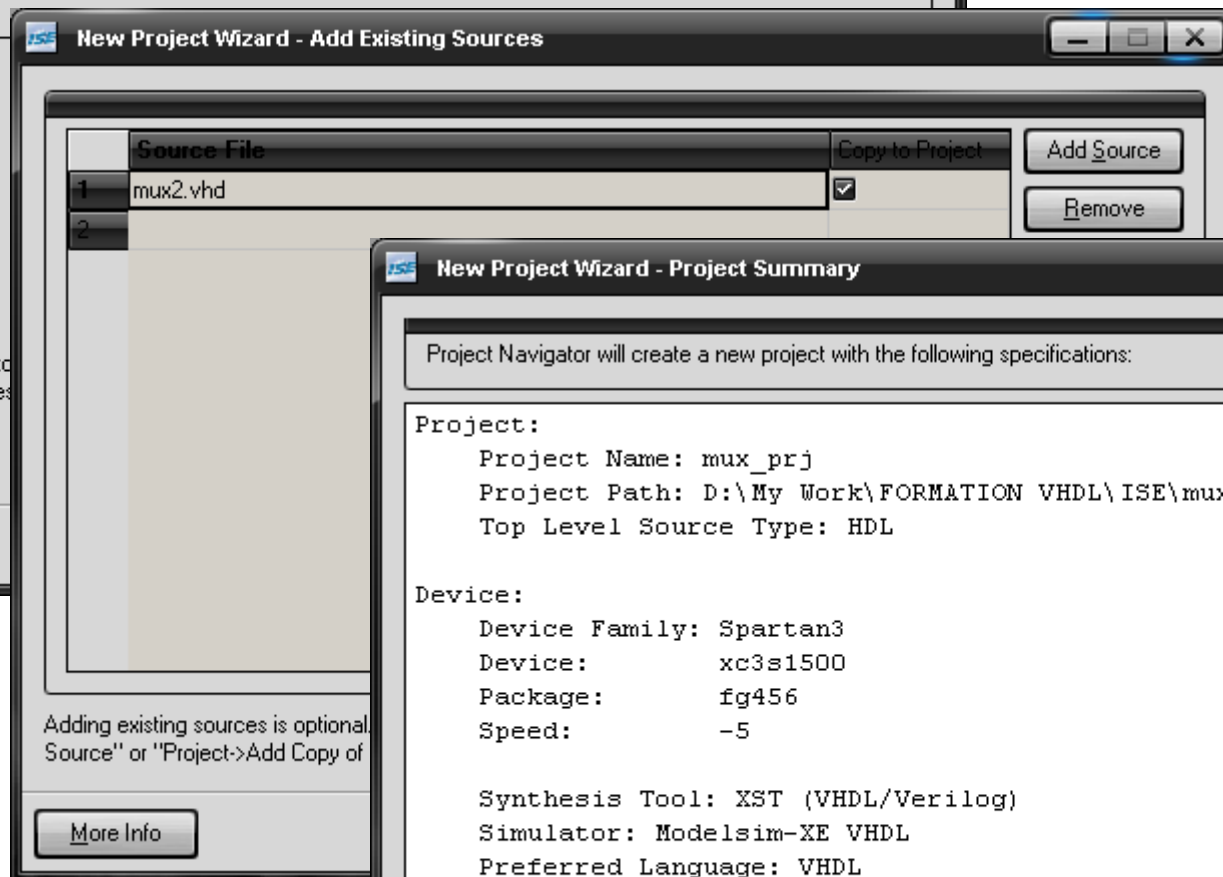 ISE New Project Wizard - Add Existing Sources
Source File Copy to Project
Add Source
1 mux2.vhd
Remove
2
ISE New Project Wizard - Project Summary
Project Navigator will create a new project with the following specifications:
Project:
Project Name: mux_prj
Project Path: D:\My Work\FORMATION VHDL\ISE\mux
Top Level Source Type: HDL
Device:
Device Family: Spartan3
Device: xc3s1500
Package: fg456
Speed: -5
Synthesis Tool: XST (VHDL/Verilog)
Simulator: Modelsim-XE VHDL
Preferred Language: VHDL
Adding existing sources is optional.
Source" or "Project->Add Copy of
More Info